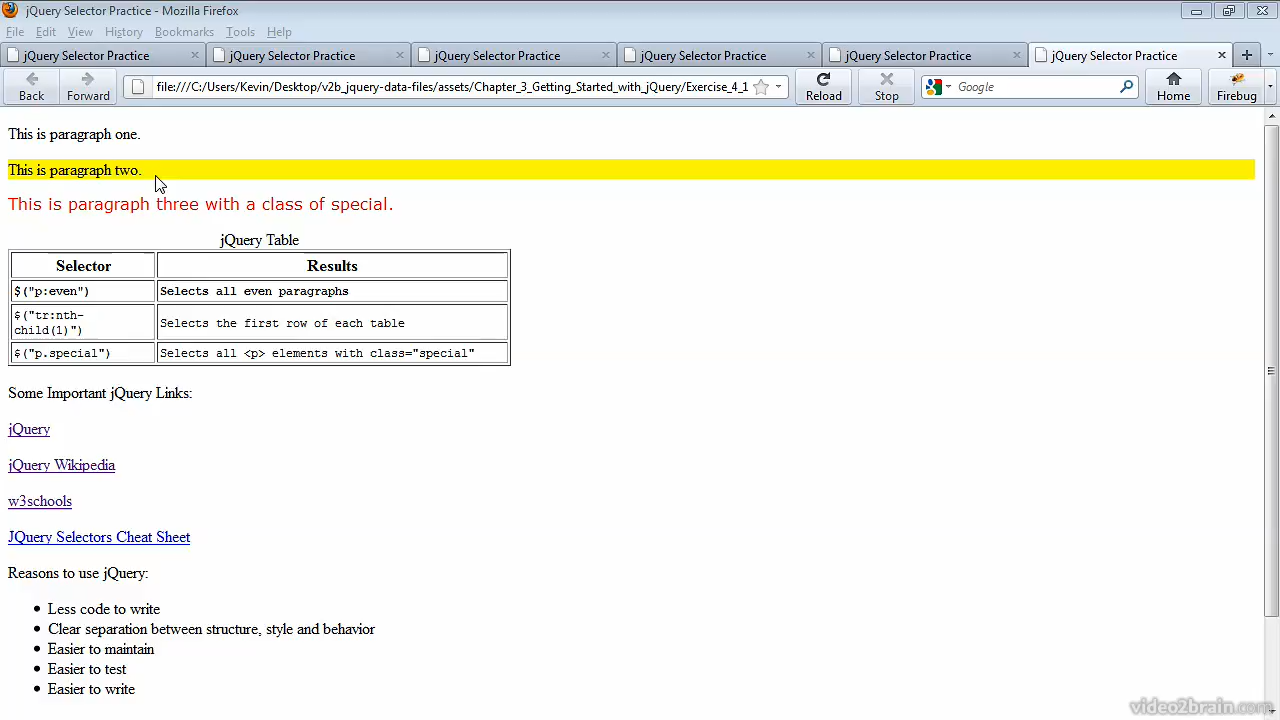 jQuery Selector Practice - Mozilla Firefox
File Edit View History Bookmarks Tools Help
jQuery Selector Practice jQuery Selector Practice jQuery Selector Practice jQuery Selector Practice jQuery Selector Practice jQuery Selector Practice
Back Forward file:///C:/Users/Kevin/Desktop/v2b_jquery-data-files/assets/Chapter_3_Getting_Started_with_jQuery/Exercise_4_1 Reload Stop Google Home Firebug
This is paragraph one.
This is paragraph two.
This is paragraph three with a class of special.
jQuery Table
Selector Results
$("p:even") Selects all even paragraphs
$("tr:nth-
child(1)") Selects the first row of each table
$("p.special") Selects all <p> elements with class="special"
Some Important jQuery Links:
jQuery
jQuery Wikipedia
w3schools
JQuery Selectors Cheat Sheet
Reasons to use jQuery:
• Less code to write
• Clear separation between structure, style and behavior
• Easier to maintain
• Easier to test
• Easier to write
video2brain.com